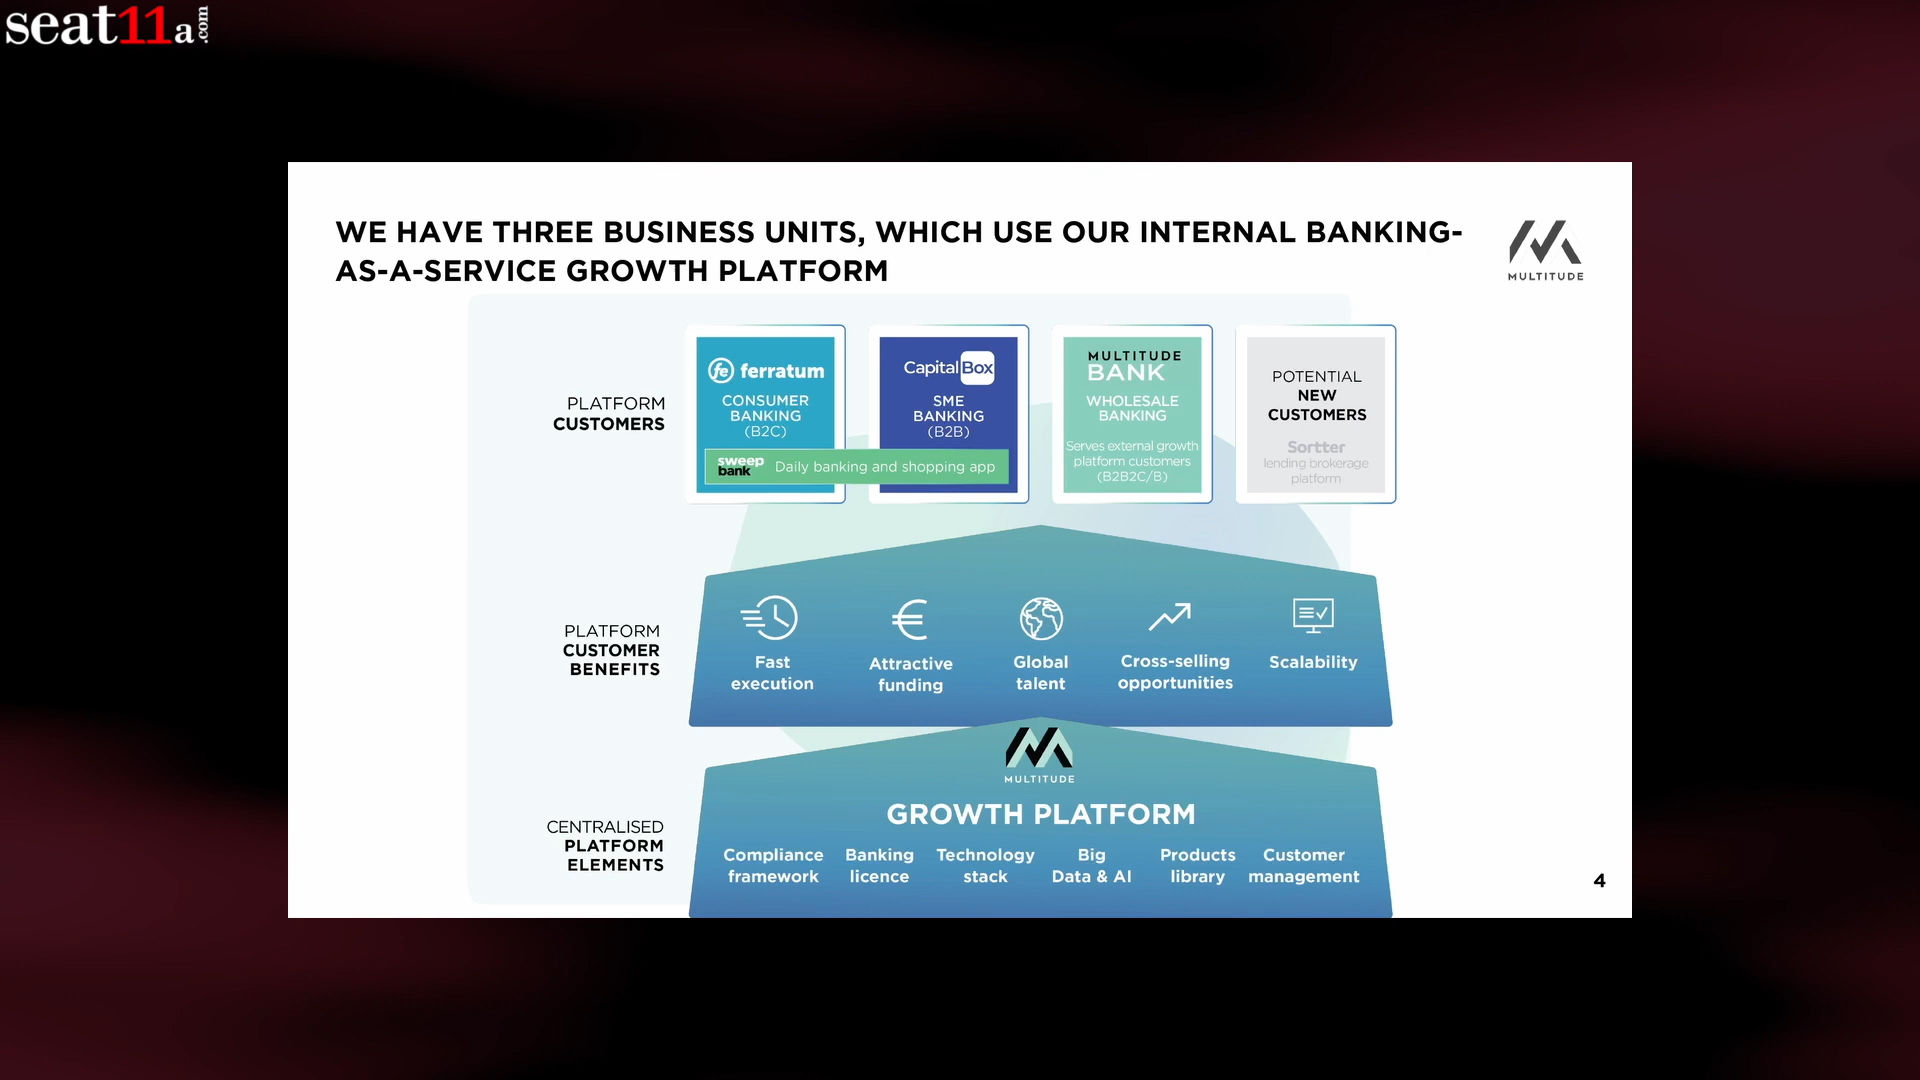 seat11a.com
WE HAVE THREE BUSINESS UNITS, WHICH USE OUR INTERNAL BANKING-
AS-A-SERVICE GROWTH PLATFORM
MULTITUDE
PLATFORM
CUSTOMERS
fe ferratum
CONSUMER
BANKING
(B2C)
CapitalBox
SME
BANKING
(B2B)
sweep
bank
Daily banking and shopping app
MULTITUDE
BANK
WHOLESALE
BANKING
Serves external growth
platform customers
(B2B2C/B)
POTENTIAL
NEW
CUSTOMERS
Sortter
lending brokerage
platform
PLATFORM
CUSTOMER
BENEFITS
Fast
execution
Attractive
funding
Global
talent
Cross-selling
opportunities
Scalability
CENTRALISED
PLATFORM
ELEMENTS
MULTITUDE
GROWTH PLATFORM
Compliance
framework
Banking
licence
Technology
stack
Big
Data & AI
Products
library
Customer
management
4